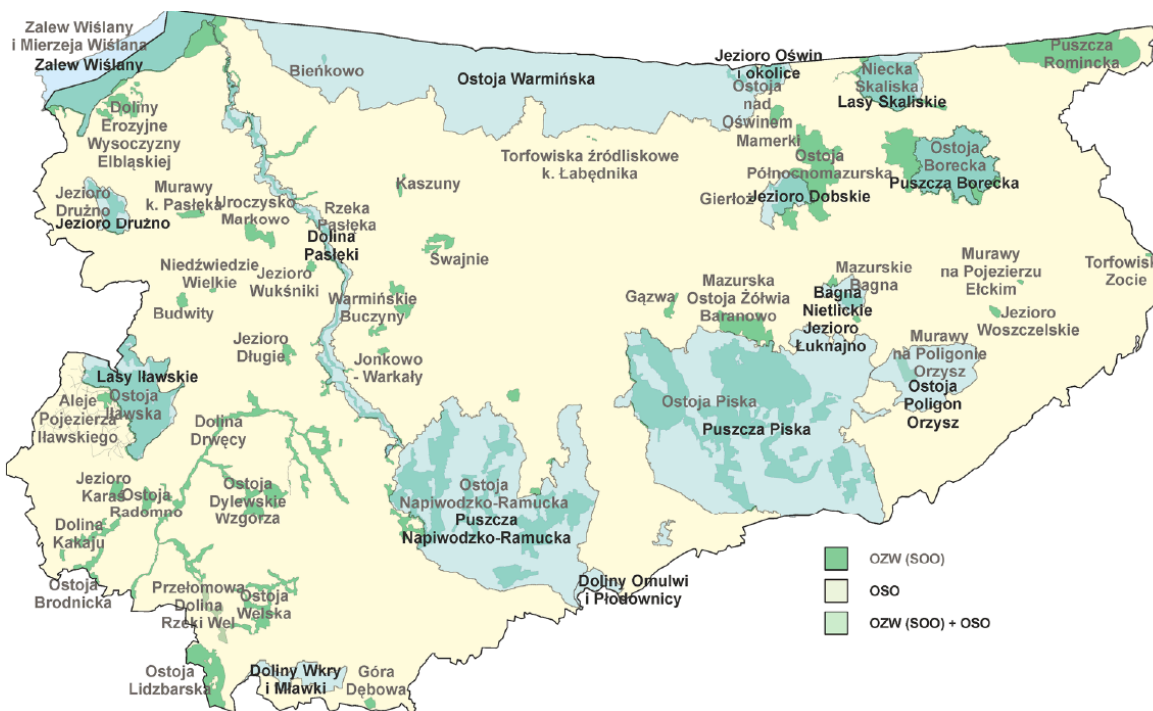 Zalew Wiślany
i Mierzeja Wiślana
Zalew Wiślany
Bieńkowo
Ostoja Warmińska
Jezioro Oświn
i okolice
Ostoja
nad
Oświnem
Mamerki
Niecka
Skaliska
Lasy Skaliskie
Puszcza
Romincka
Doliny
Erozyjne
Wysoczyzny
Elbląskiej
Torfowiska źródliskowe
k. Łabędnika
Ostoja
Północnomazurska
Gierłoż
Jezioro Dobskie
Ostoja
Borecka
Puszcza Borecka
Jezioro
Drużno
Jezioro Drużno
Murawy
k. Pasłęka
Uroczysko
Markowo
Rzeka
Pasłęka
Dolina
Pasłęki
Kaszuny
Swajnie
Niedźwiedzie
Wielkie
Jezioro
Wukśniki
Budwity
Warmińskie
Buczyny
Gązwa
Mazurska
Ostoja Żółwia
Baranowo
Mazurskie
Bagna
Bagna
Nietlickie
Jezioro
Łuknajno
Murawy
na Pojezierzu
Ełckim
Torfowisko
Zocie
Jezioro
Woszczelskie
Jezioro
Długie
Jonkowo
- Warkały
Murawy
na Poligonie
Orzysz
Ostoja
Poligon
Orzysz
Lasy Iławskie
Ostoja
Iławska
Aleje
Pojezierza
Iławskiego
Dolina
Drwęcy
Ostoja Piska
Puszcza Piska
Jezioro
Karaś
Ostoja
Radomno
Ostoja
Dylewskie
Wzgórza
Ostoja
Napiwodzko-Ramucka
Puszcza
Napiwodzko-Ramucka
Dolina
Kakaju
Ostoja
Brodnicka
Przełomowa
Dolina
Rzeki Wel
Ostoja
Welska
Doliny Omulwi
i Płodownicy
Ostoja
Lidzbarska
Doliny Wkry
i Mławki
Góra
Dębowa
OZW (SOO)
OSO
OZW (SOO) + OSO